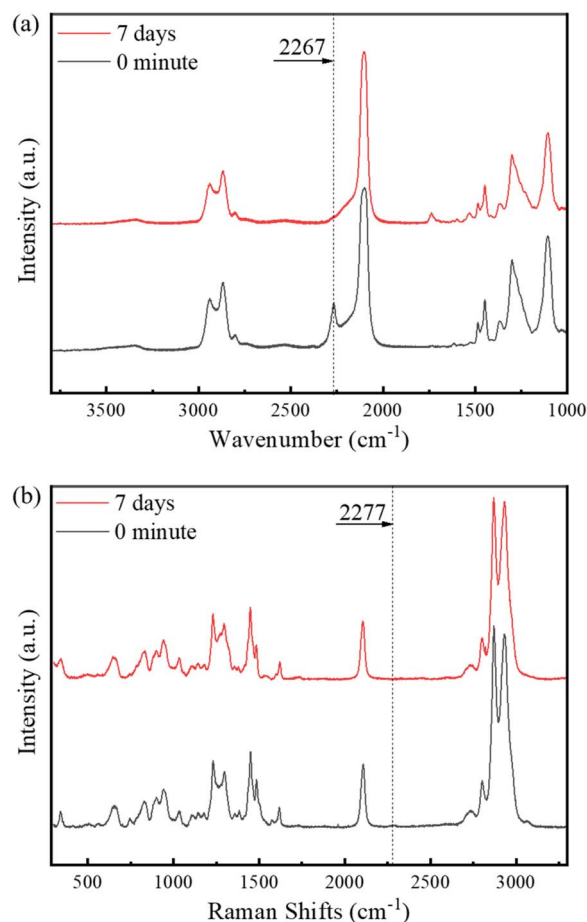 (a)
7 days
0 minute
2267
Intensity (a.u.)
3500 3000 2500 2000 1500 1000
Wavenumber (cm⁻¹)
(b)
7 days
0 minute
2277
Intensity (a.u.)
500 1000 1500 2000 2500 3000
Raman Shifts (cm⁻¹)